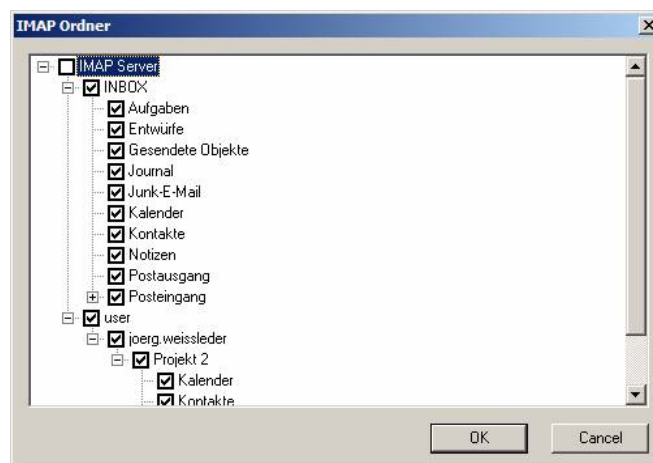 IMAP Ordner
IMAP Server
INBOX
Aufgaben
Entwürfe
Gesendete Objekte
Journal
Junk-E-Mail
Kalender
Kontakte
Notizen
Postausgang
Posteingang
user
joerg.weissleder
Projekt 2
Kalender
Kontakte
OK
Cancel